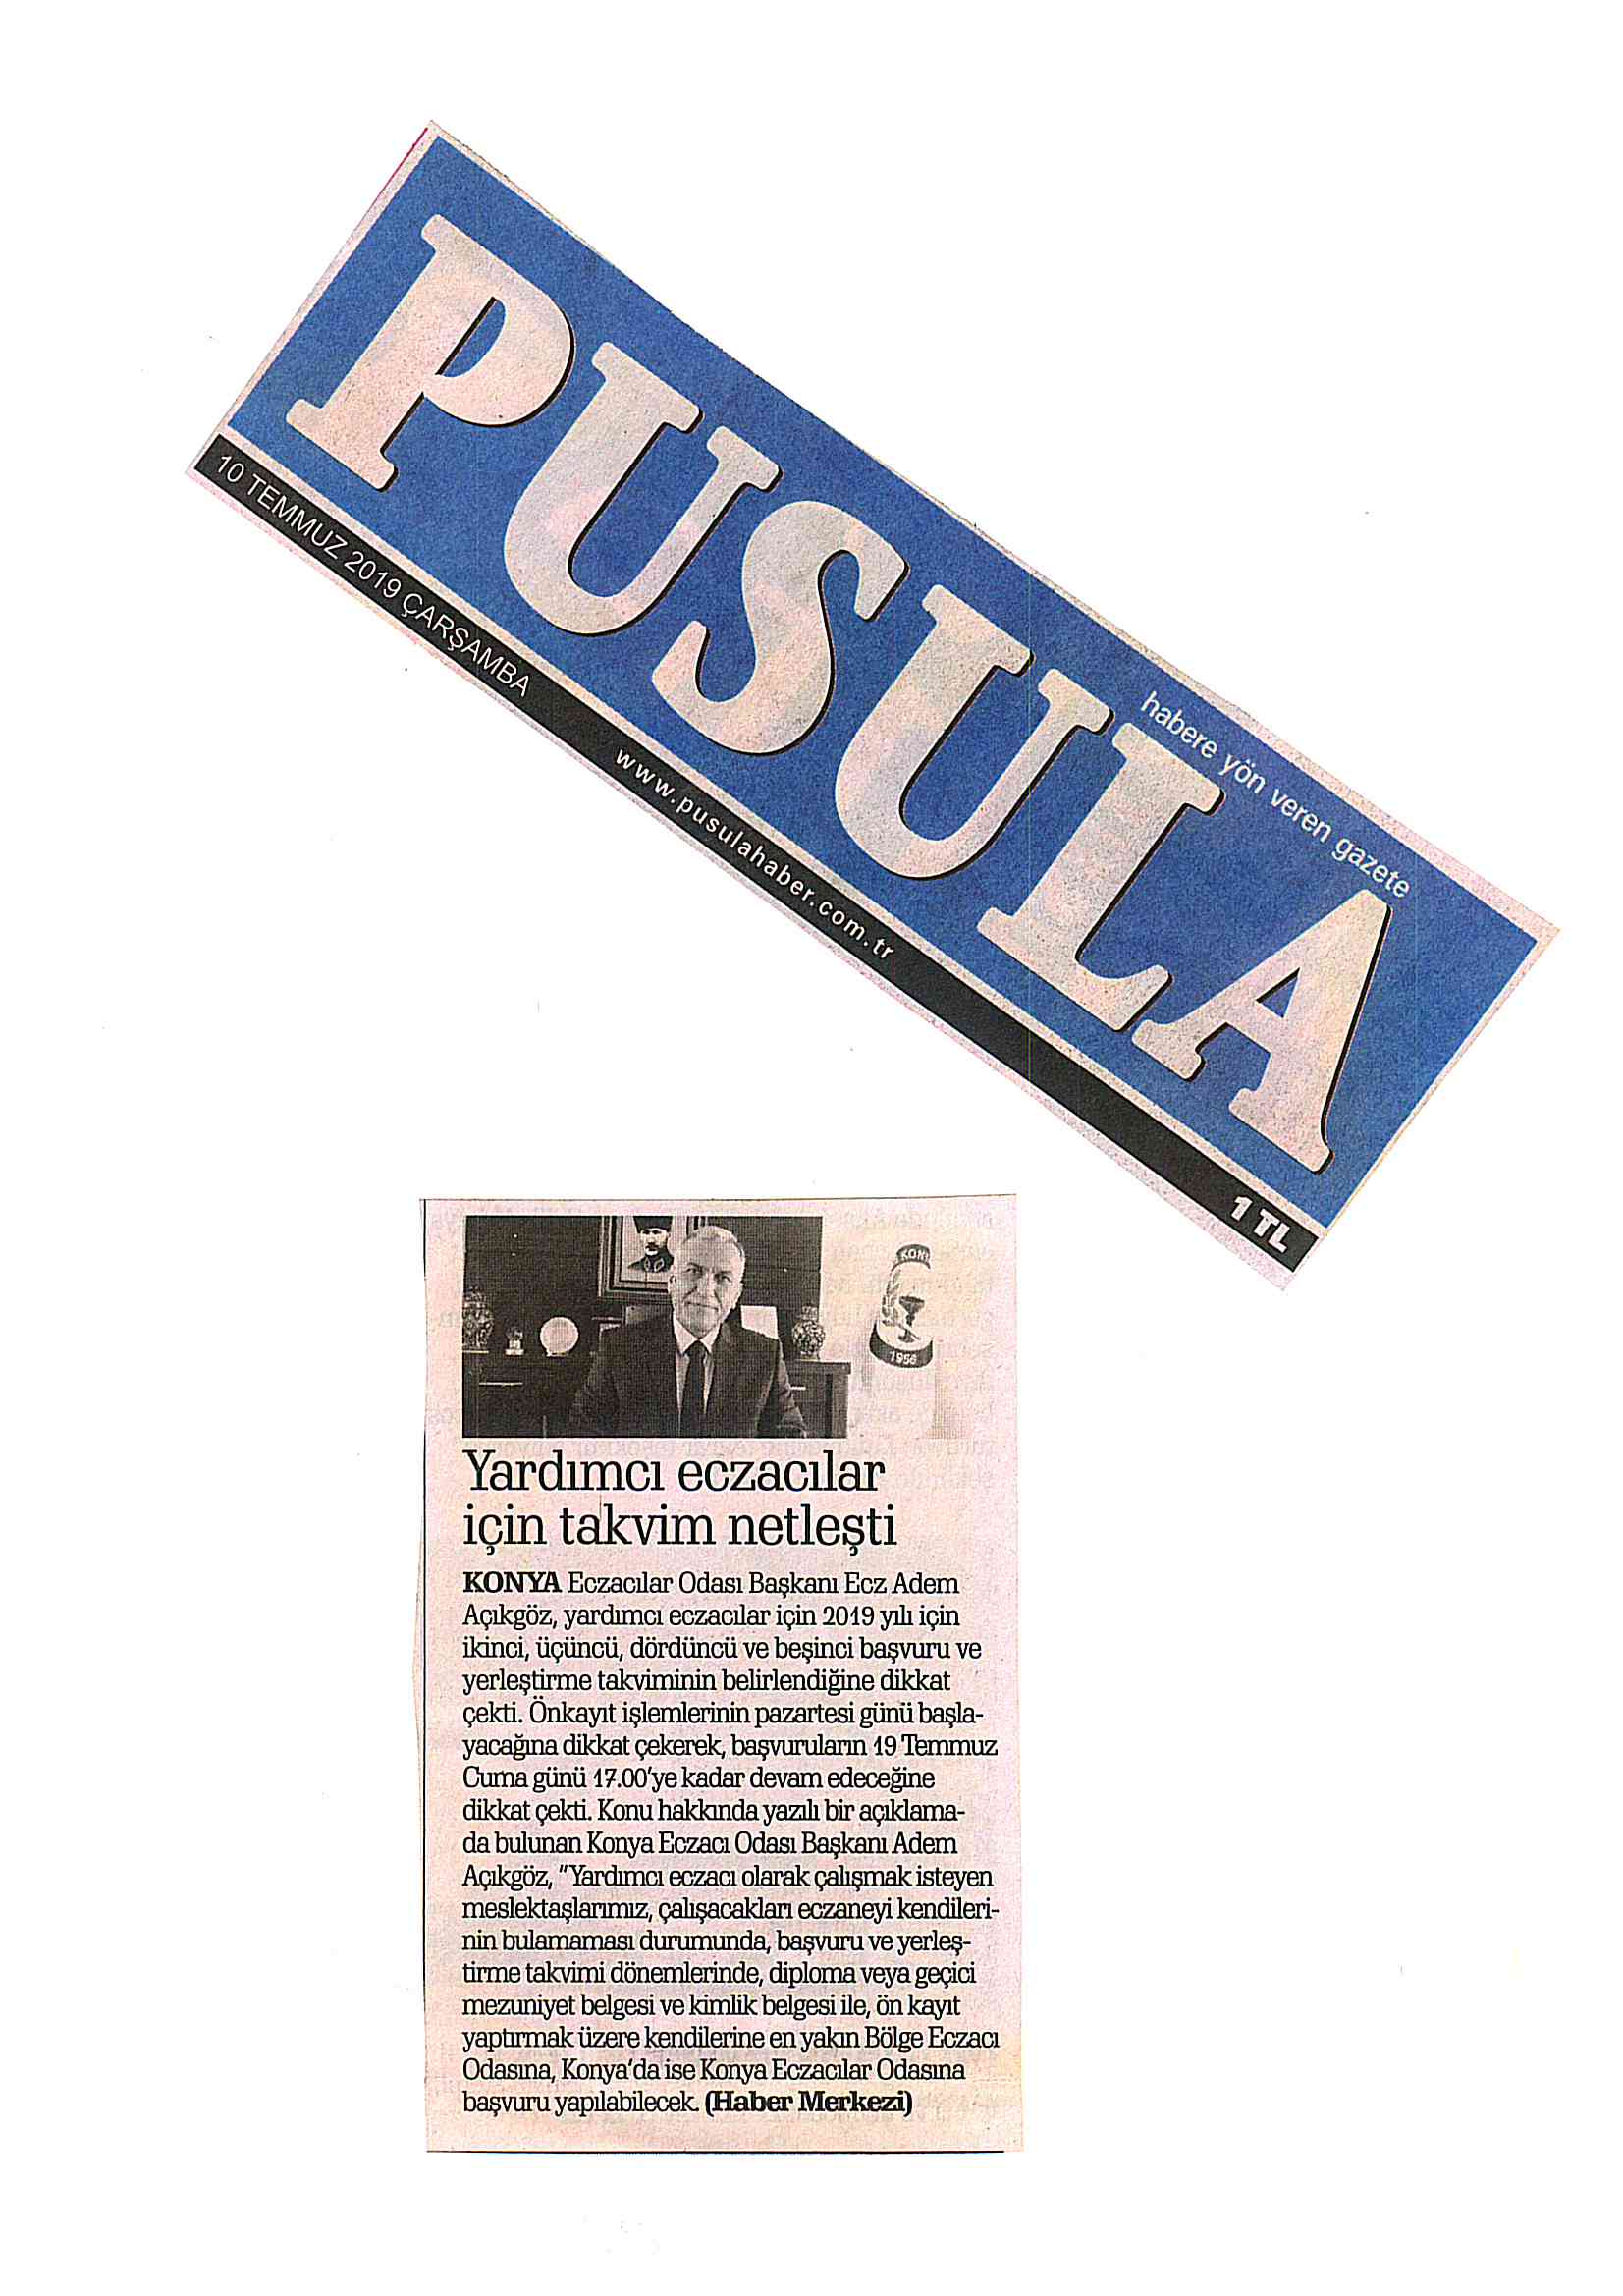 PUSULA
habere yön veren gazete
10 TEMMUZ 2019 ÇARŞAMBA
www.pusulahaber.com.tr
1 TL
KON
1956
Yardımcı eczacılar
için takvim netleşti
KONYA Eczacılar Odası Başkanı Ecz Adem
Açıkgöz, yardımcı eczacılar için 2019 yılı için
ikinci, üçüncü, dördüncü ve beşinci başvuru ve
yerleştirme takviminin belirlendiğine dikkat
çekti. Önkayıt işlemlerinin pazartesi günü başla-
yacağına dikkat çekerek, başvuruların 19 Temmuz
Cuma günü 17.00'ye kadar devam edeceğine
dikkat çekti. Konu hakkında yazılı bir açıklama-
da bulunan Konya Eczacı Odası Başkanı Adem
Açıkgöz, "Yardımcı eczacı olarak çalışmak isteyen
meslektaşlarımız, çalışacakları eczaneyi kendileri-
nin bulamaması durumunda, başvuru ve yerleş-
tirme takvimi dönemlerinde, diploma veya geçici
mezuniyet belgesi ve kimlik belgesi ile, ön kayıt
yaptırmak üzere kendilerine en yakın Bölge Eczacı
Odasına, Konya'da ise Konya Eczacılar Odasına
başvuru yapılabilecek. (Haber Merkezi)